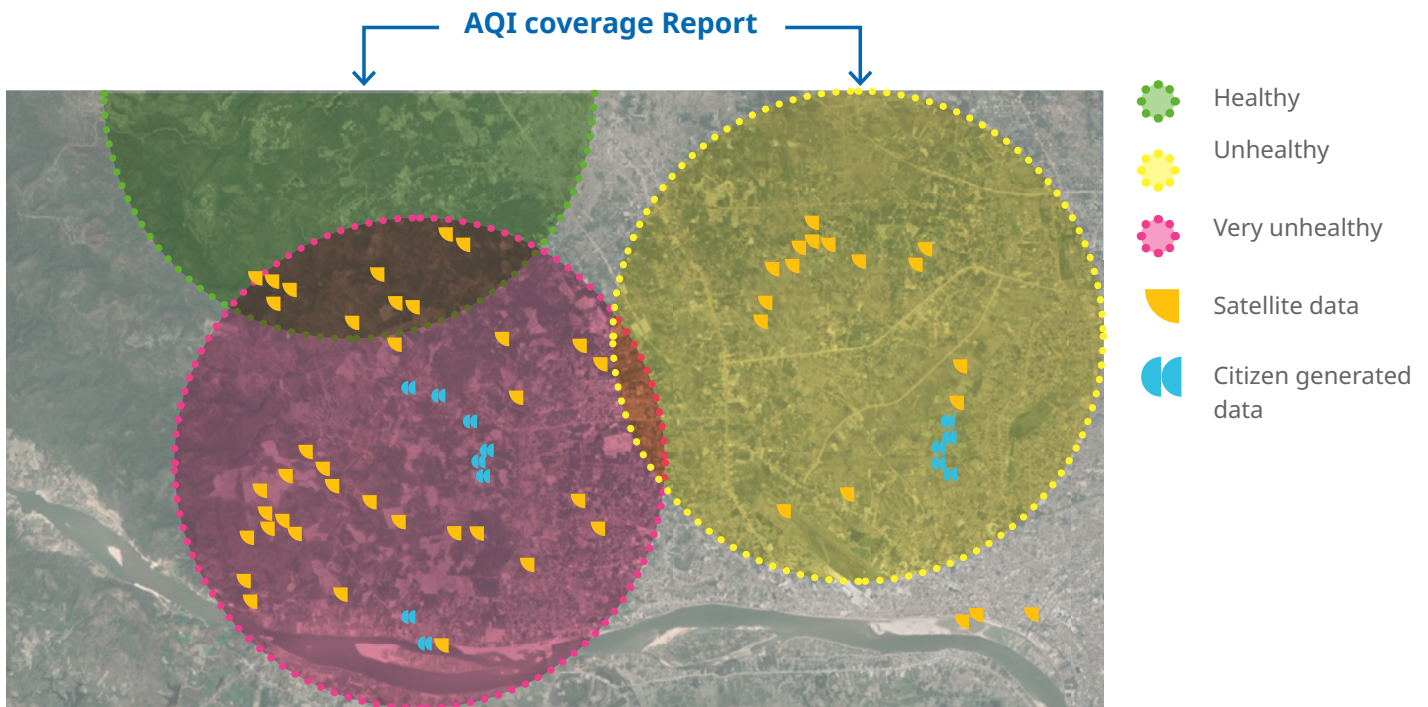 AQI coverage Report
Healthy
Unhealthy
Very unhealthy
Satellite data
Citizen generated
data